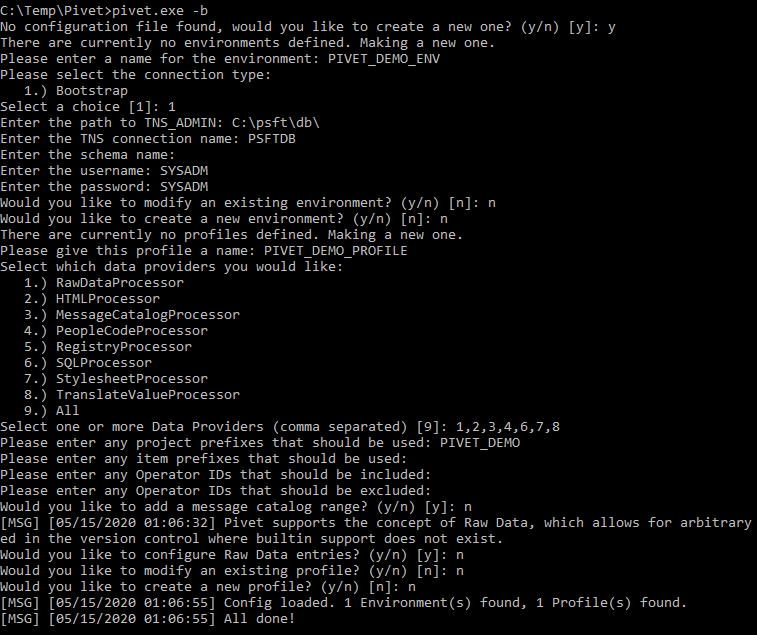 C:\Temp\Pivet>pivet.exe -b
No configuration file found, would you like to create a new one? (y/n) [y]: y
There are currently no environments defined. Making a new one.
Please enter a name for the environment: PIVET_DEMO_ENV
Please select the connection type:
   1.) Bootstrap
Select a choice [1]: 1
Enter the path to TNS_ADMIN: C:\psft\db\
Enter the TNS connection name: PSFTDB
Enter the schema name:
Enter the username: SYSADM
Enter the password: SYSADM
Would you like to modify an existing environment? (y/n) [n]: n
Would you like to create a new environment? (y/n) [n]: n
There are currently no profiles defined. Making a new one.
Please give this profile a name: PIVET_DEMO_PROFILE
Select which data providers you would like:
   1.) RawDataProcessor
   2.) HTMLProcessor
   3.) MessageCatalogProcessor
   4.) PeopleCodeProcessor
   5.) RegistryProcessor
   6.) SQLProcessor
   7.) StylesheetProcessor
   8.) TranslateValueProcessor
   9.) All
Select one or more Data Providers (comma separated) [9]: 1,2,3,4,6,7,8
Please enter any project prefixes that should be used: PIVET_DEMO
Please enter any item prefixes that should be used:
Please enter any Operator IDs that should be included:
Please enter any Operator IDs that should be excluded:
Would you like to add a message catalog range? (y/n) [y]: n
[MSG] [05/15/2020 01:06:32] Pivet supports the concept of Raw Data, which allows for arbitrary
ed in the version control where builtin support does not exist.
Would you like to configure Raw Data entries? (y/n) [y]: n
Would you like to modify an existing profile? (y/n) [n]: n
Would you like to create a new profile? (y/n) [n]: n
[MSG] [05/15/2020 01:06:55] Config loaded. 1 Environment(s) found, 1 Profile(s) found.
[MSG] [05/15/2020 01:06:55] All done!